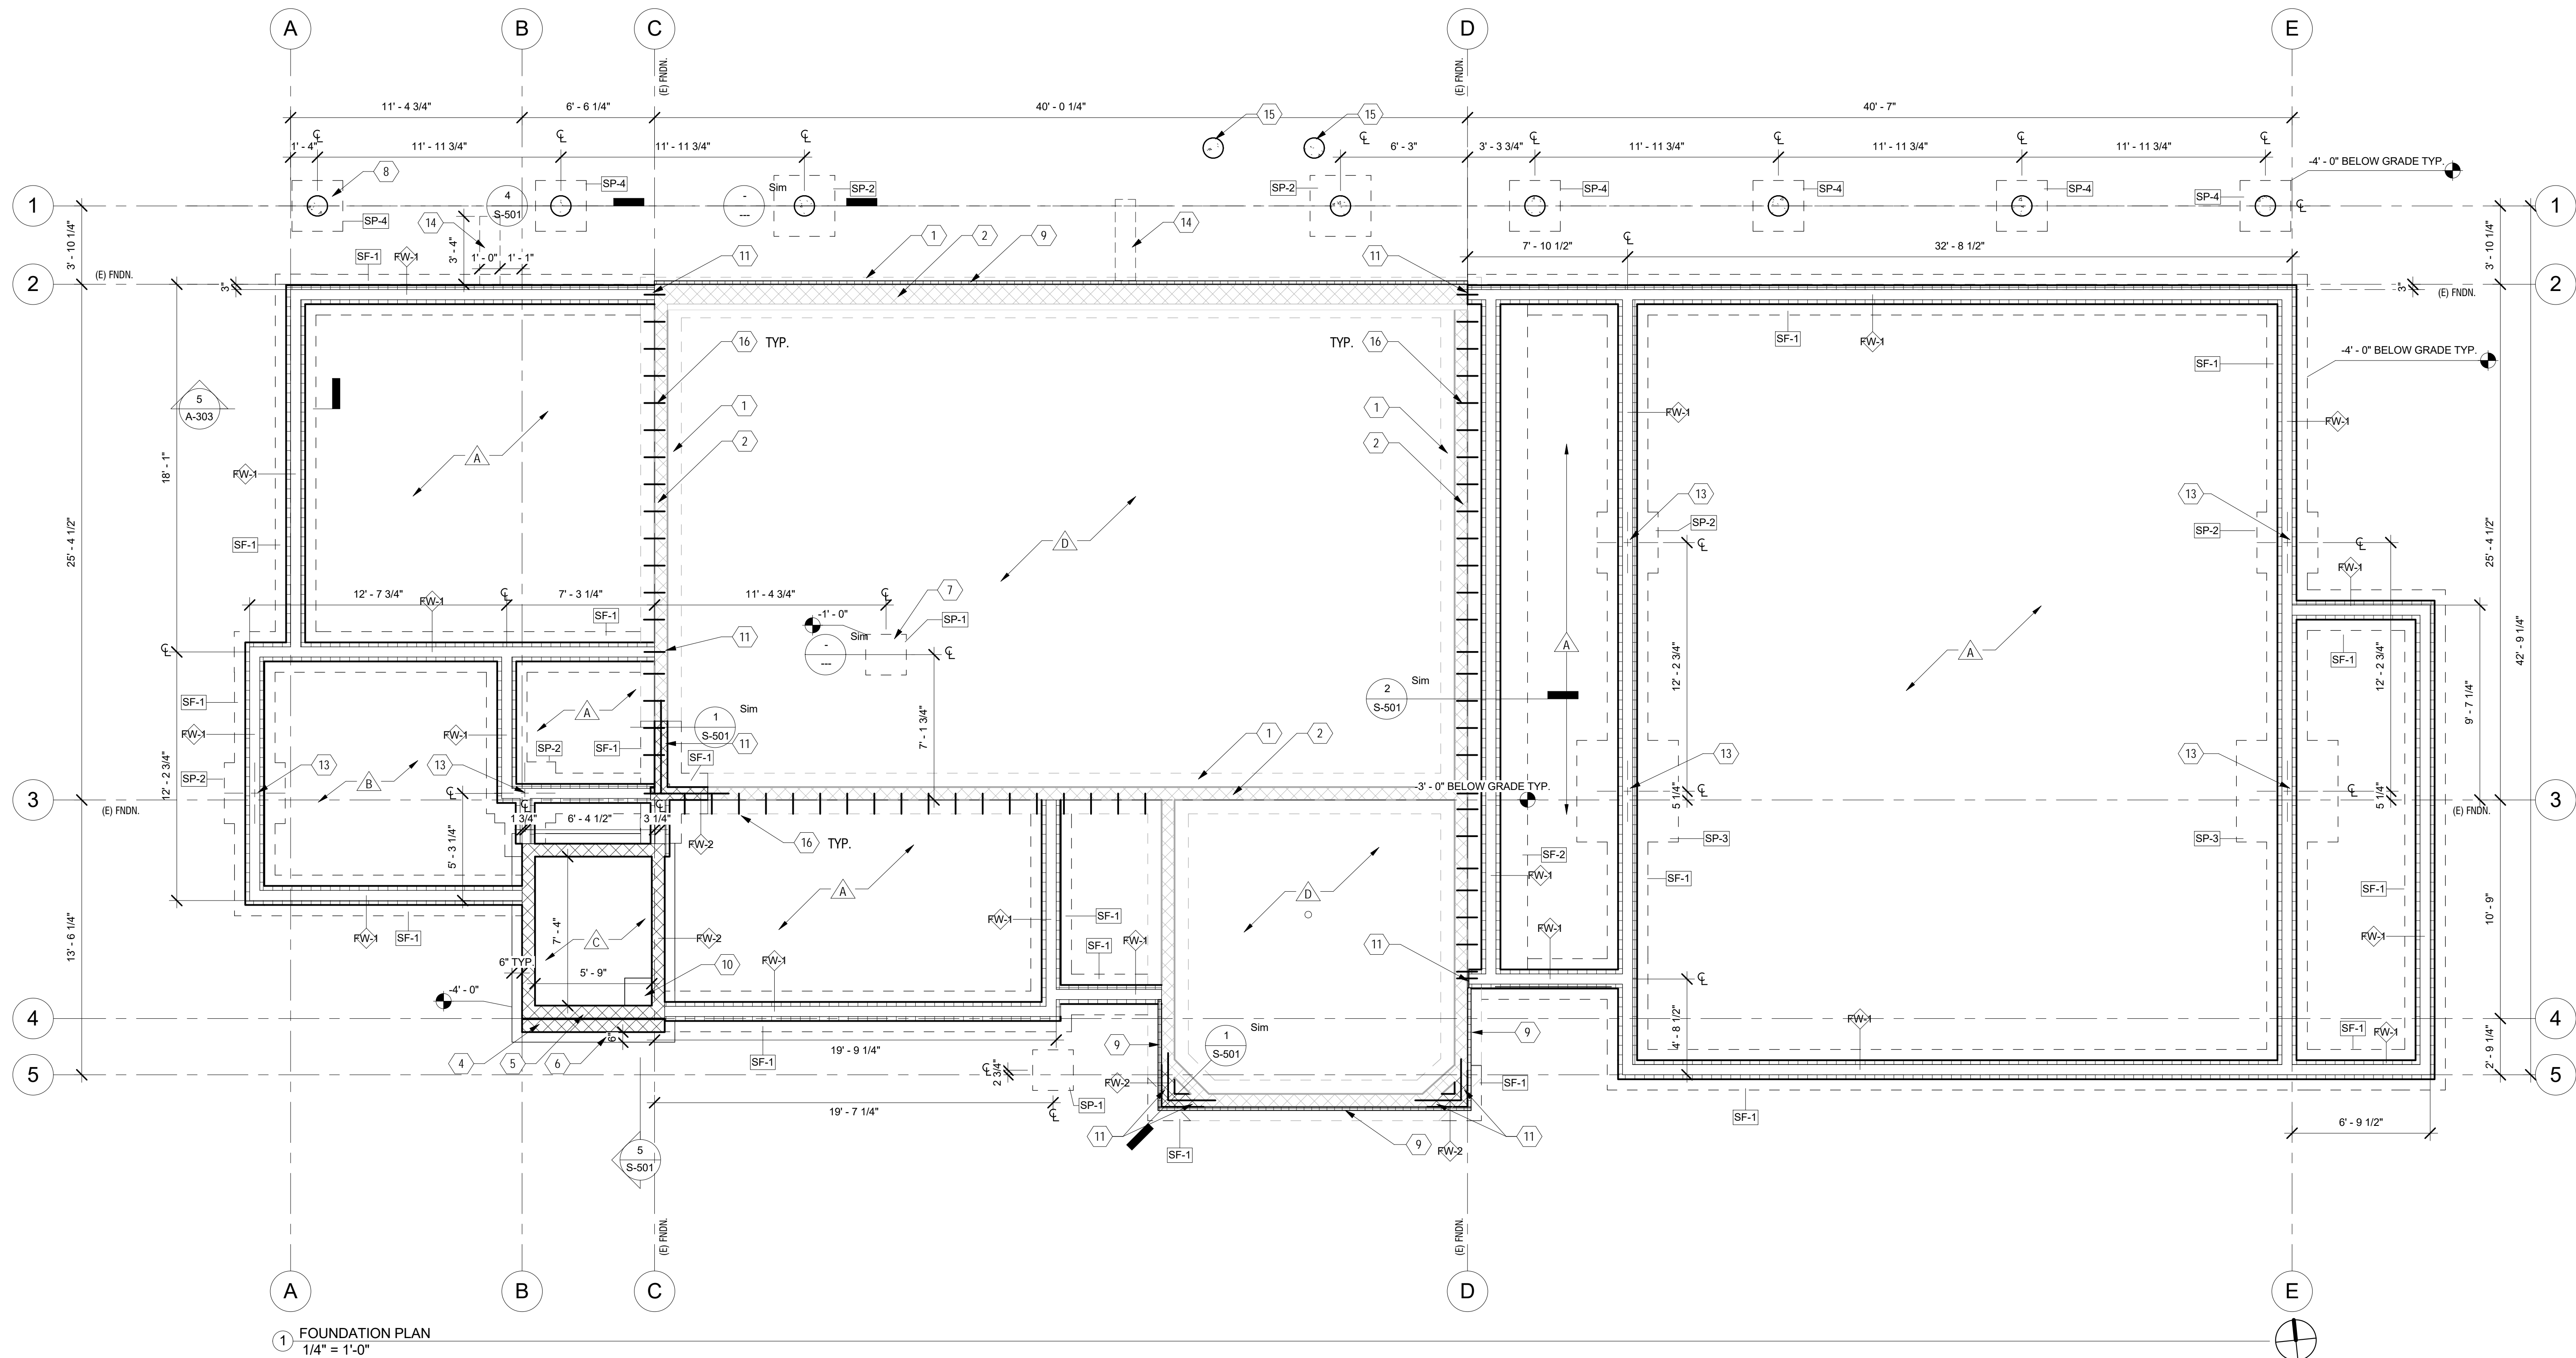 A
B
C
D
E
(E) FNDN.
(E) FNDN.
11' - 4 3/4"
6' - 6 1/4"
40' - 0 1/4"
40' - 7"
15
15
1' - 4"
11' - 11 3/4"
11' - 11 3/4"
6' - 3"
3' - 3 3/4"
11' - 11 3/4"
11' - 11 3/4"
11' - 11 3/4"
-4' - 0" BELOW GRADE TYP.
8
SP-4
4
S-501
SP-4
-
---
Sim
SP-2
SP-2
SP-4
SP-4
SP-4
SP-4
1
1
14
3' - 4"
1' - 0"
1' - 1"
14
1
2
9
11
11
7' - 10 1/2"
32' - 8 1/2"
3' - 10 1/4"
3' - 10 1/4"
SF-1
FW-1
(E) FNDN.
2
3"
3"
(E) FNDN.
2
16
TYP.
TYP.
16
SF-1
FW-1
SF-1
-4' - 0" BELOW GRADE TYP.
5
A-303
1
1
2
2
FW-1
FW-1
A
18' - 1"
FW-1
25' - 4 1/2"
SF-1
D
13
13
SP-2
SP-2
25' - 4 1/2"
FW-1
12' - 7 3/4"
FW-1
7' - 3 1/4"
11' - 4 3/4"
SF-1
7
SP-1
-1' - 0"
Sim
-
---
11
A
A
SF-1
42' - 9 1/4"
12' - 2 3/4"
12' - 2 3/4"
9' - 7 1/4"
SF-1
FW-1
A
FW-1
SP-2
SF-1
1
S-501
Sim
11
SF-1
7' - 1 3/4"
2
S-501
Sim
1
2
13
13
SP-2
13
B
13
12' - 2 3/4"
-3' - 0" BELOW GRADE TYP.
5 1/4"
5 1/4"
3
(E) FNDN.
3
(E) FNDN.
1 3/4"
6' - 4 1/2"
3 1/4"
5' - 3 1/4"
FW-2
16
TYP.
SP-3
SP-3
SF-2
FW-1
SF-1
SF-1
A
D
FW-1
SF-1
7' - 4"
C
FW-2
FW-1
SF-1
SF-1
FW-1
11
FW-1
FW-1
10' - 9"
13' - 6 1/4"
6" TYP.
5' - 9"
10
FW-1
-4' - 0"
4
4
5
6
6"
SF-1
19' - 9 1/4"
9
1
S-501
Sim
9
4' - 8 1/2"
FW-1
SF-1
FW-1
4
2' - 9 1/4"
5
2 3/4"
SP-1
FW-2
SF-1
5
19' - 7 1/4"
11
SF-1
9
FW-2
11
SF-1
6' - 9 1/2"
5
S-501
(E) FNDN.
(E) FNDN.
A
B
C
D
E
1
FOUNDATION PLAN
1/4" = 1'-0"